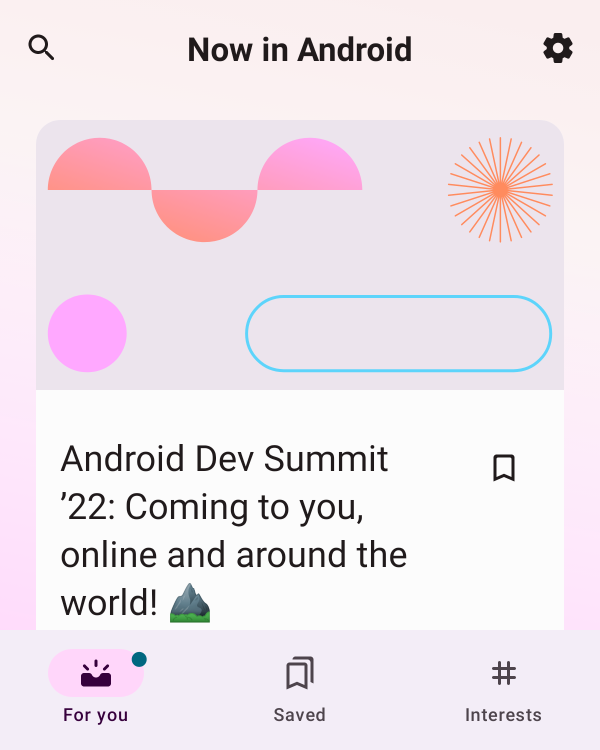 Now in Android
Android Dev Summit
’22: Coming to you,
online and around the
world! ⛰️
For you
Saved
Interests